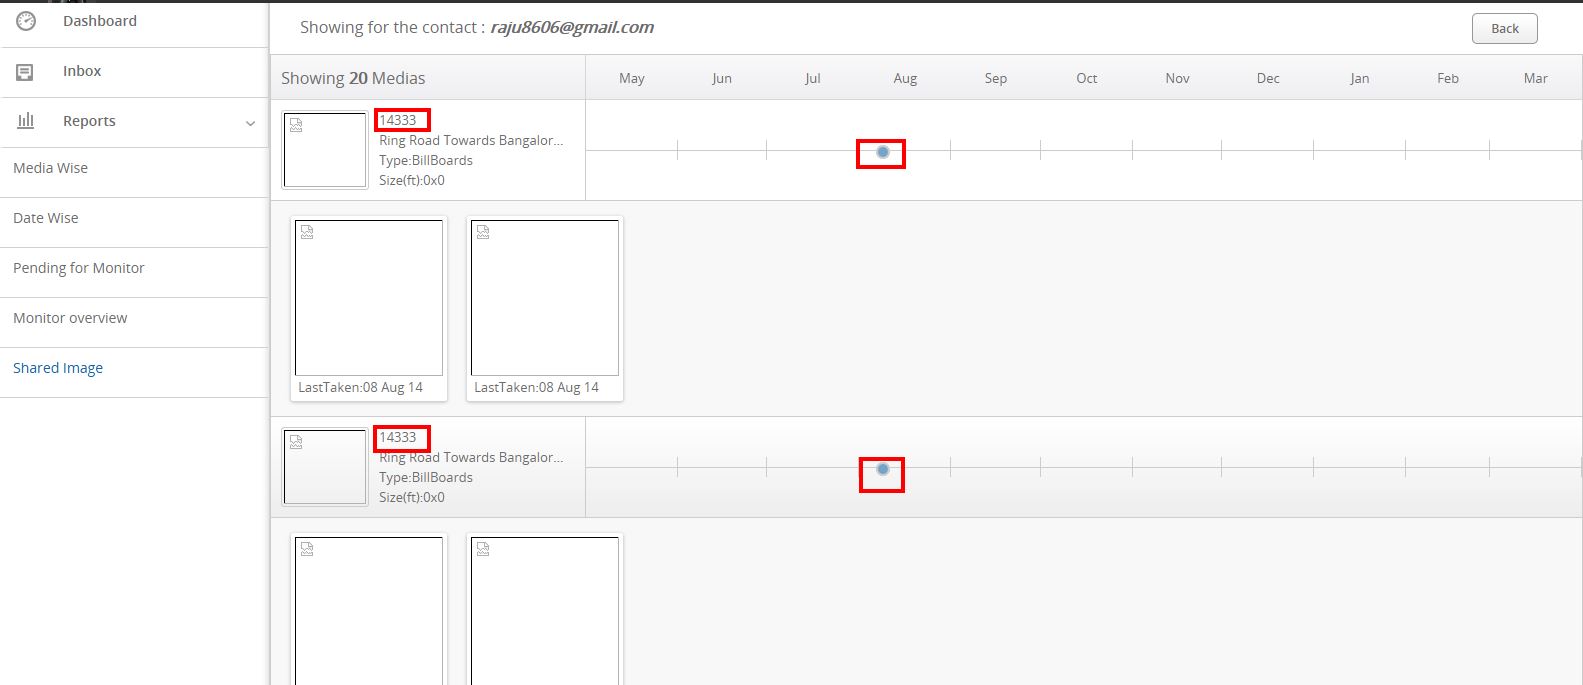 Dashboard
Inbox
Reports
Media Wise
Date Wise
Pending for Monitor
Monitor overview
Shared Image
Showing for the contact : raju8606@gmail.com
Back
Showing 20 Medias
May Jun Jul Aug Sep Oct Nov Dec Jan Feb Mar
14333
Ring Road Towards Bangalor...
Type:BillBoards
Size(ft):0x0
LastTaken:08 Aug 14
LastTaken:08 Aug 14
14333
Ring Road Towards Bangalor...
Type:BillBoards
Size(ft):0x0